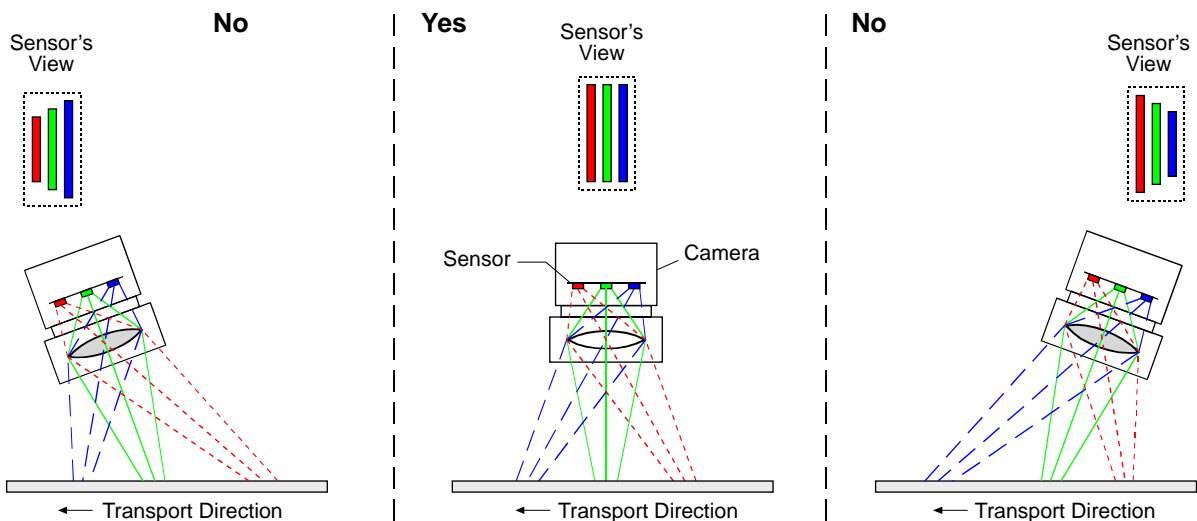 No
Sensor's
View
Transport Direction
Yes
Sensor's
View
Sensor
Camera
Transport Direction
No
Sensor's
View
Transport Direction